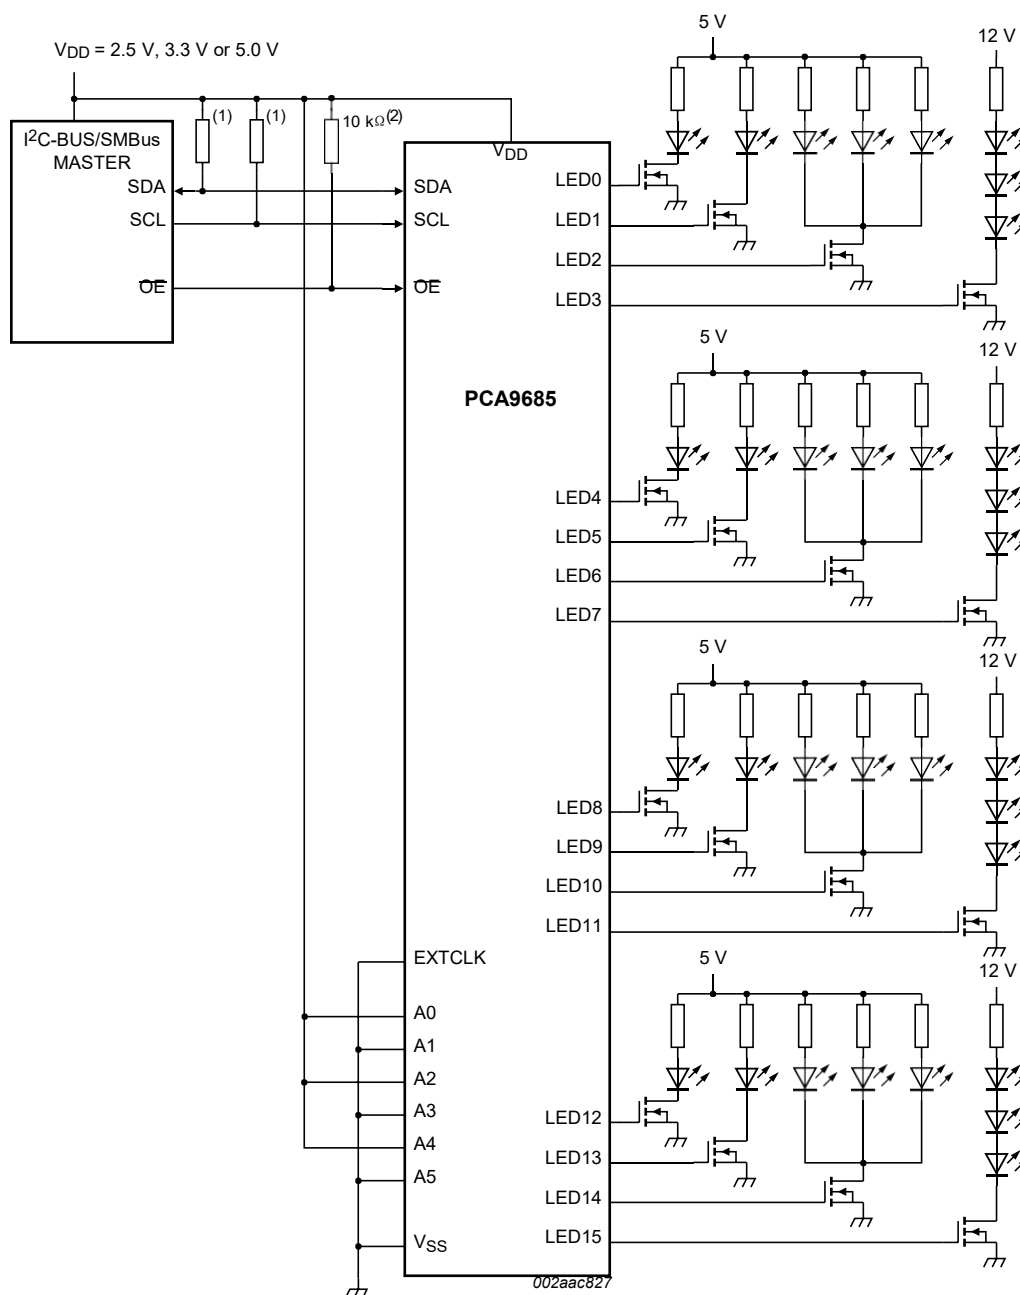 V_DD = 2.5 V, 3.3 V or 5.0 V
I²C-BUS/SMBus
MASTER
SDA
SCL
O̅E̅
(1)
(1)
10 kΩ(2)
V_DD
SDA
SCL
O̅E̅
PCA9685
EXTCLK
A0
A1
A2
A3
A4
A5
V_SS
LED0
LED1
LED2
LED3
5 V
12 V
LED4
LED5
LED6
LED7
5 V
12 V
LED8
LED9
LED10
LED11
5 V
12 V
LED12
LED13
LED14
LED15
5 V
12 V
002aac827